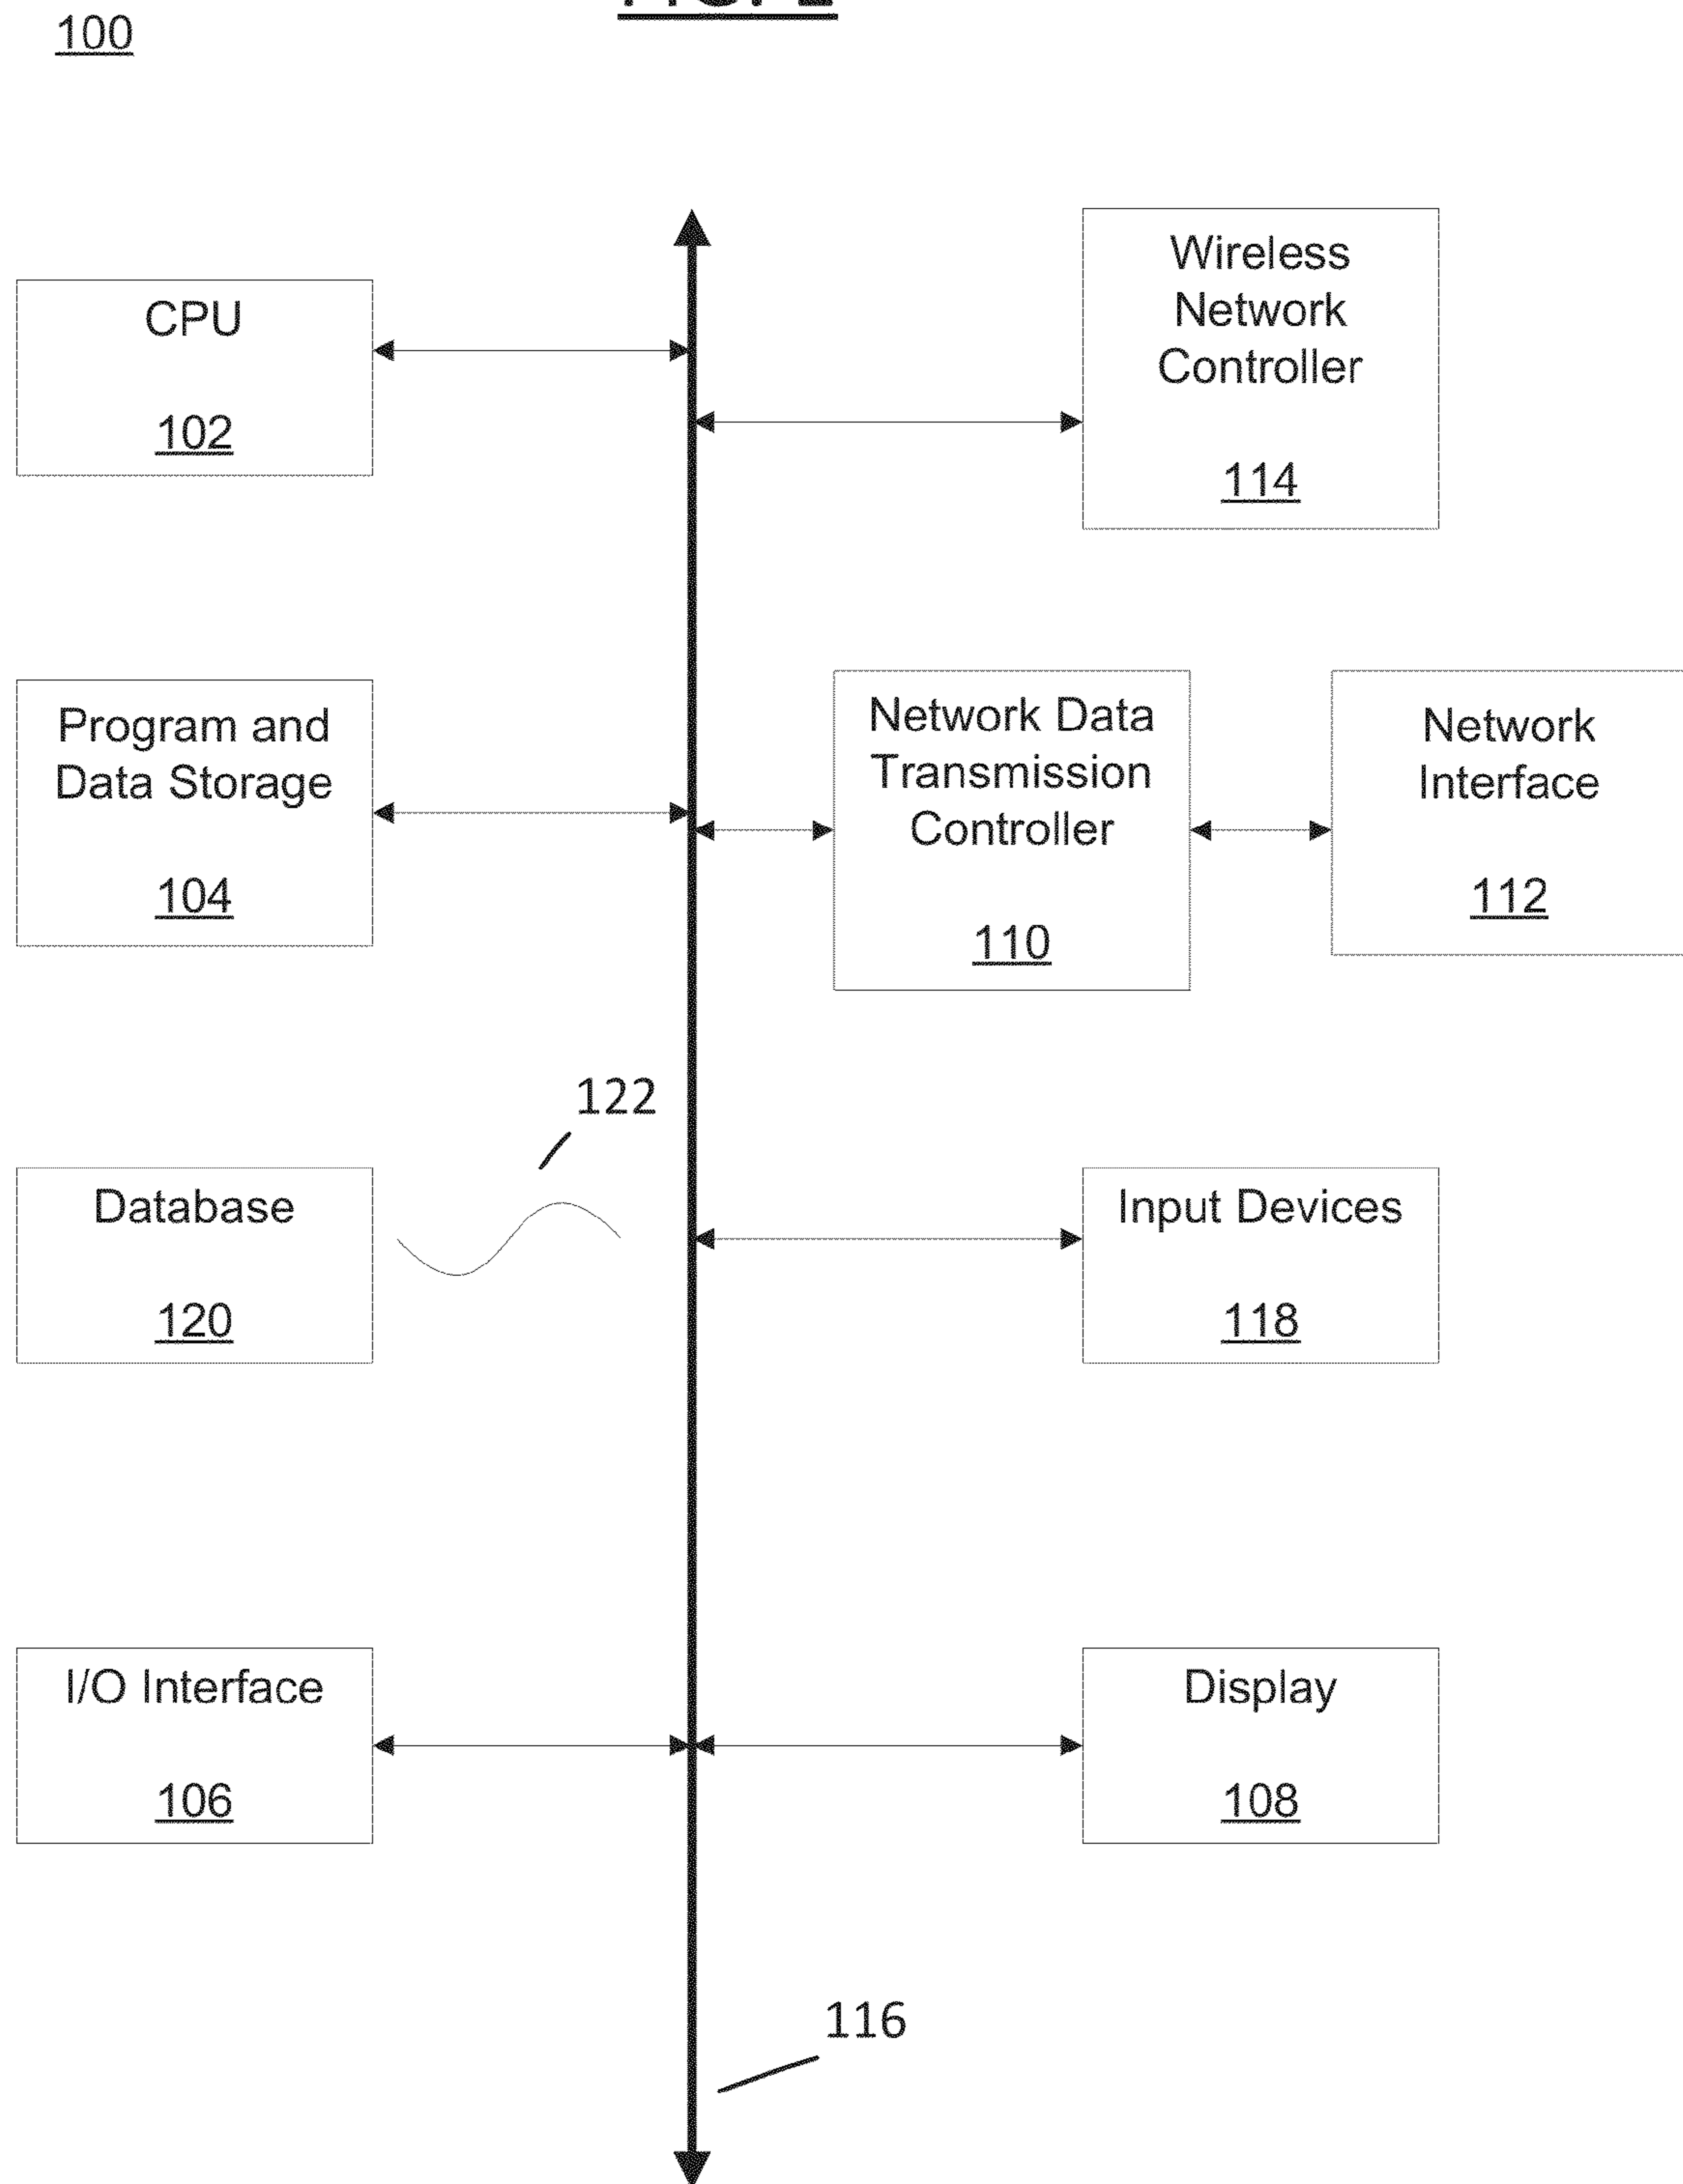 100
CPU
102
Wireless
Network
Controller
114
Program and
Data Storage
104
Network Data
Transmission
Controller
110
Network
Interface
112
122
Database
120
Input Devices
118
I/O Interface
106
Display
108
116